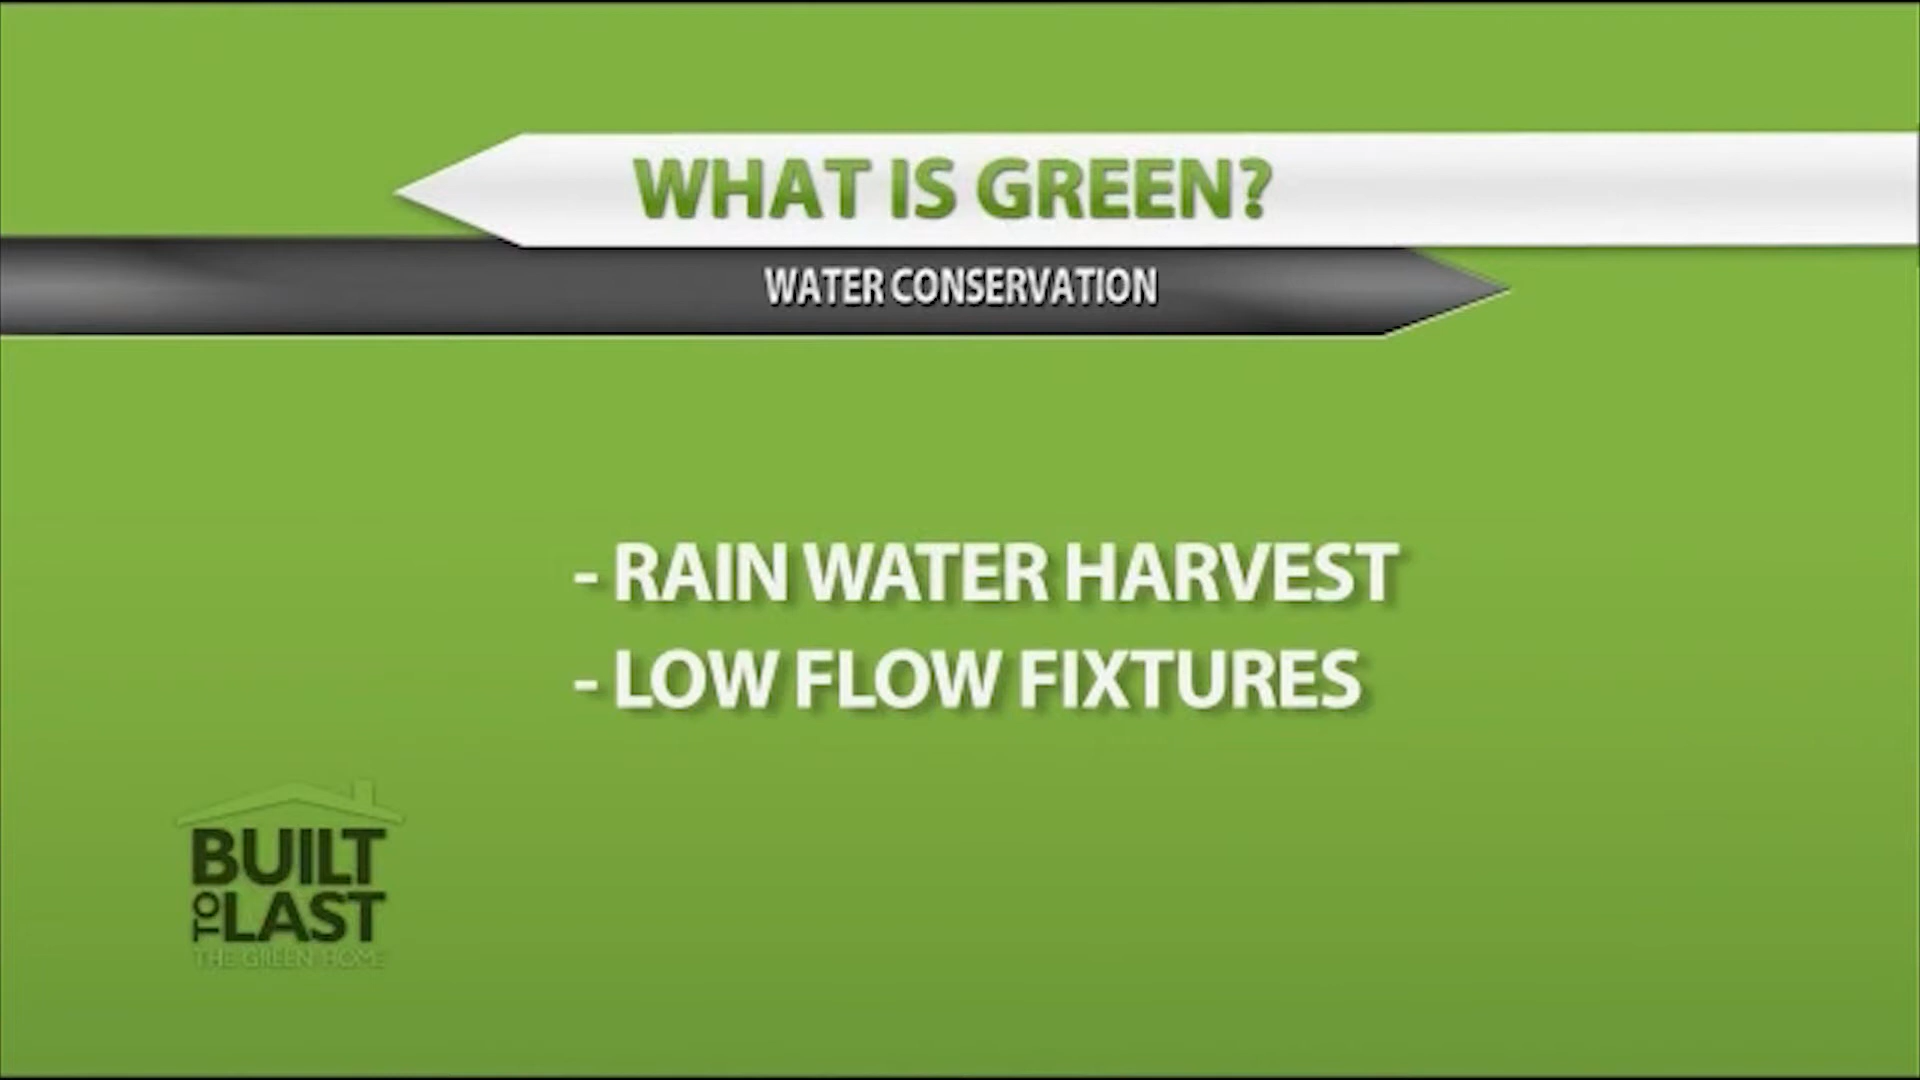 WHAT IS GREEN?
WATER CONSERVATION
- RAIN WATER HARVEST
- LOW FLOW FIXTURES
BUILT
TO LAST
THE GREEN HOME